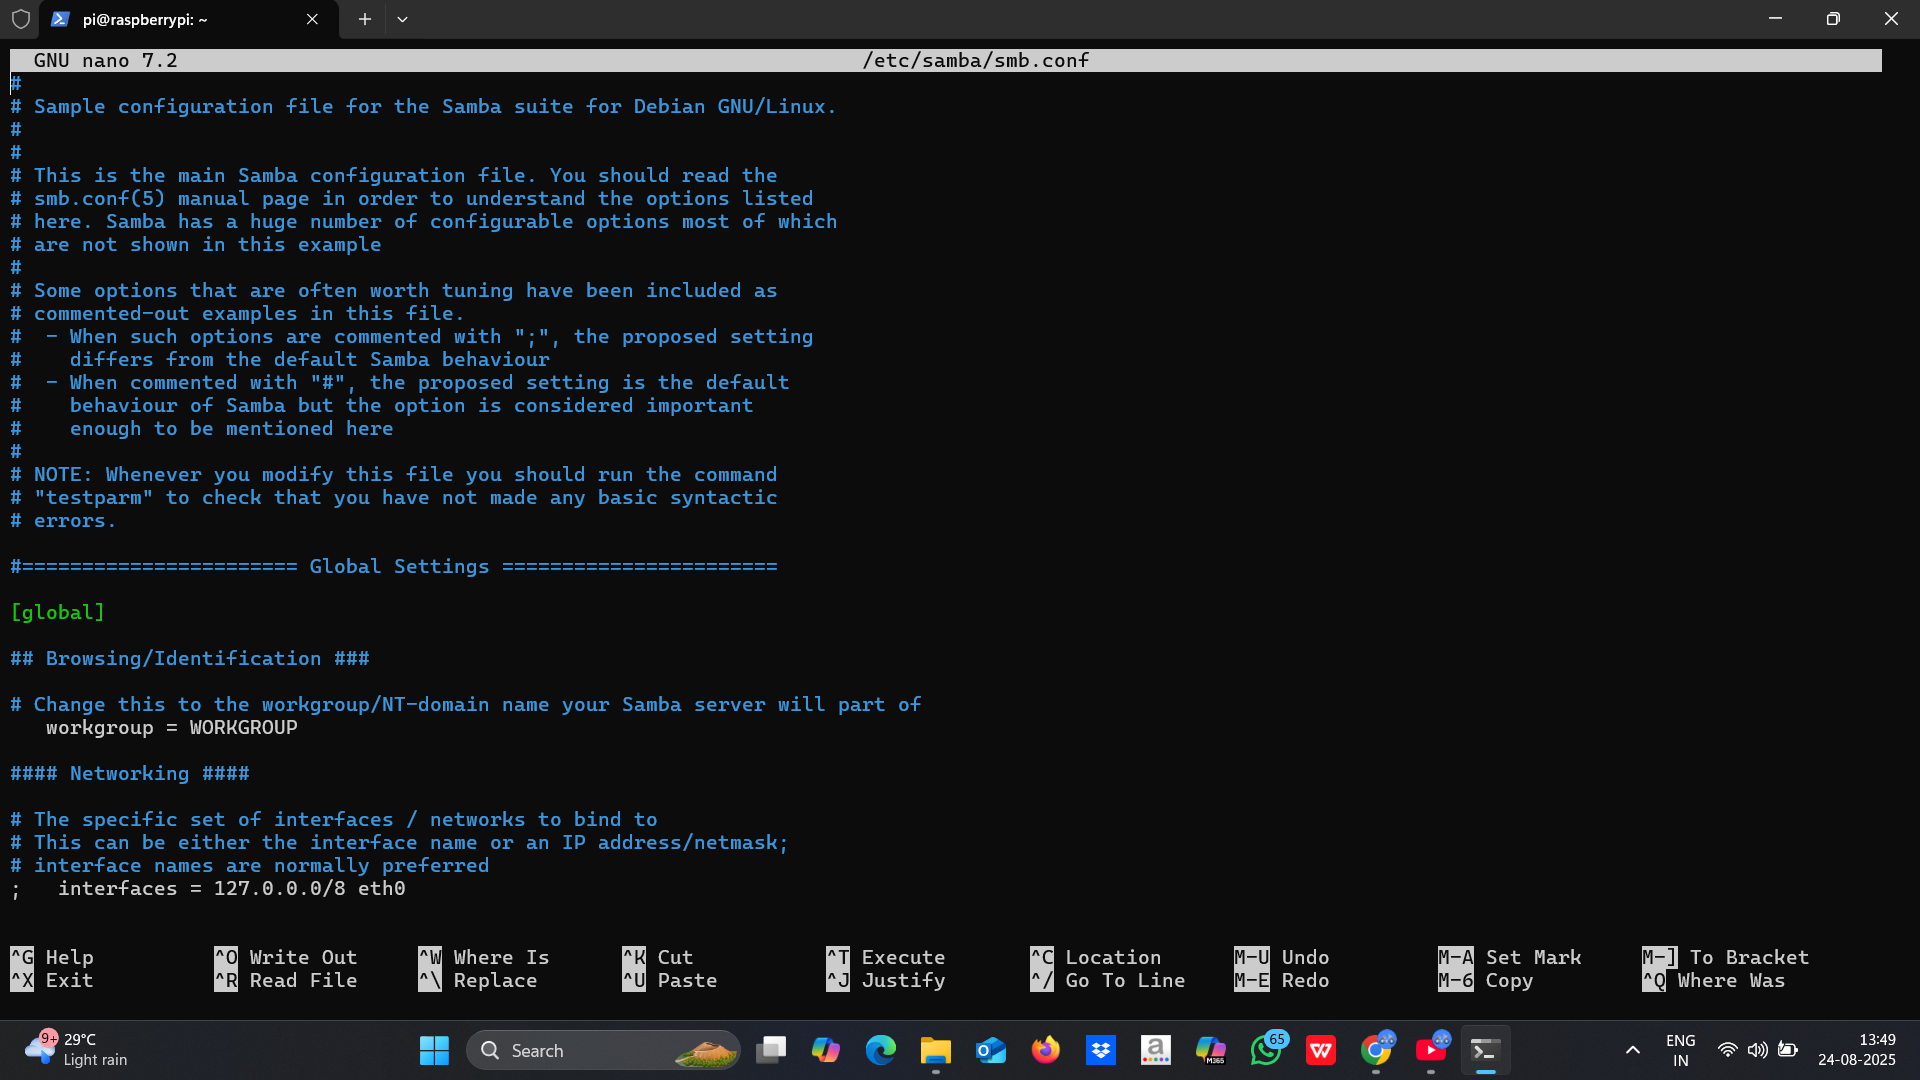 pi@raspberrypi: ~
GNU nano 7.2 /etc/samba/smb.conf
#
# Sample configuration file for the Samba suite for Debian GNU/Linux.
#
#
# This is the main Samba configuration file. You should read the
# smb.conf(5) manual page in order to understand the options listed
# here. Samba has a huge number of configurable options most of which
# are not shown in this example
#
# Some options that are often worth tuning have been included as
# commented-out examples in this file.
#  - When such options are commented with ";", the proposed setting
#    differs from the default Samba behaviour
#  - When commented with "#", the proposed setting is the default
#    behaviour of Samba but the option is considered important
#    enough to be mentioned here
#
# NOTE: Whenever you modify this file you should run the command
# "testparm" to check that you have not made any basic syntactic
# errors.
#======================= Global Settings =======================
[global]
## Browsing/Identification ###
# Change this to the workgroup/NT-domain name your Samba server will part of
   workgroup = WORKGROUP
#### Networking ####
# The specific set of interfaces / networks to bind to
# This can be either the interface name or an IP address/netmask;
# interface names are normally preferred
;   interfaces = 127.0.0.0/8 eth0
^G Help ^O Write Out ^W Where Is ^K Cut ^T Execute ^C Location M-U Undo M-A Set Mark M-] To Bracket
^X Exit ^R Read File ^\ Replace ^U Paste ^J Justify ^/ Go To Line M-E Redo M-6 Copy ^Q Where Was
9+ 29°C
Light rain
Search
a
M365
65
W
ENG
IN
13:49
24-08-2025